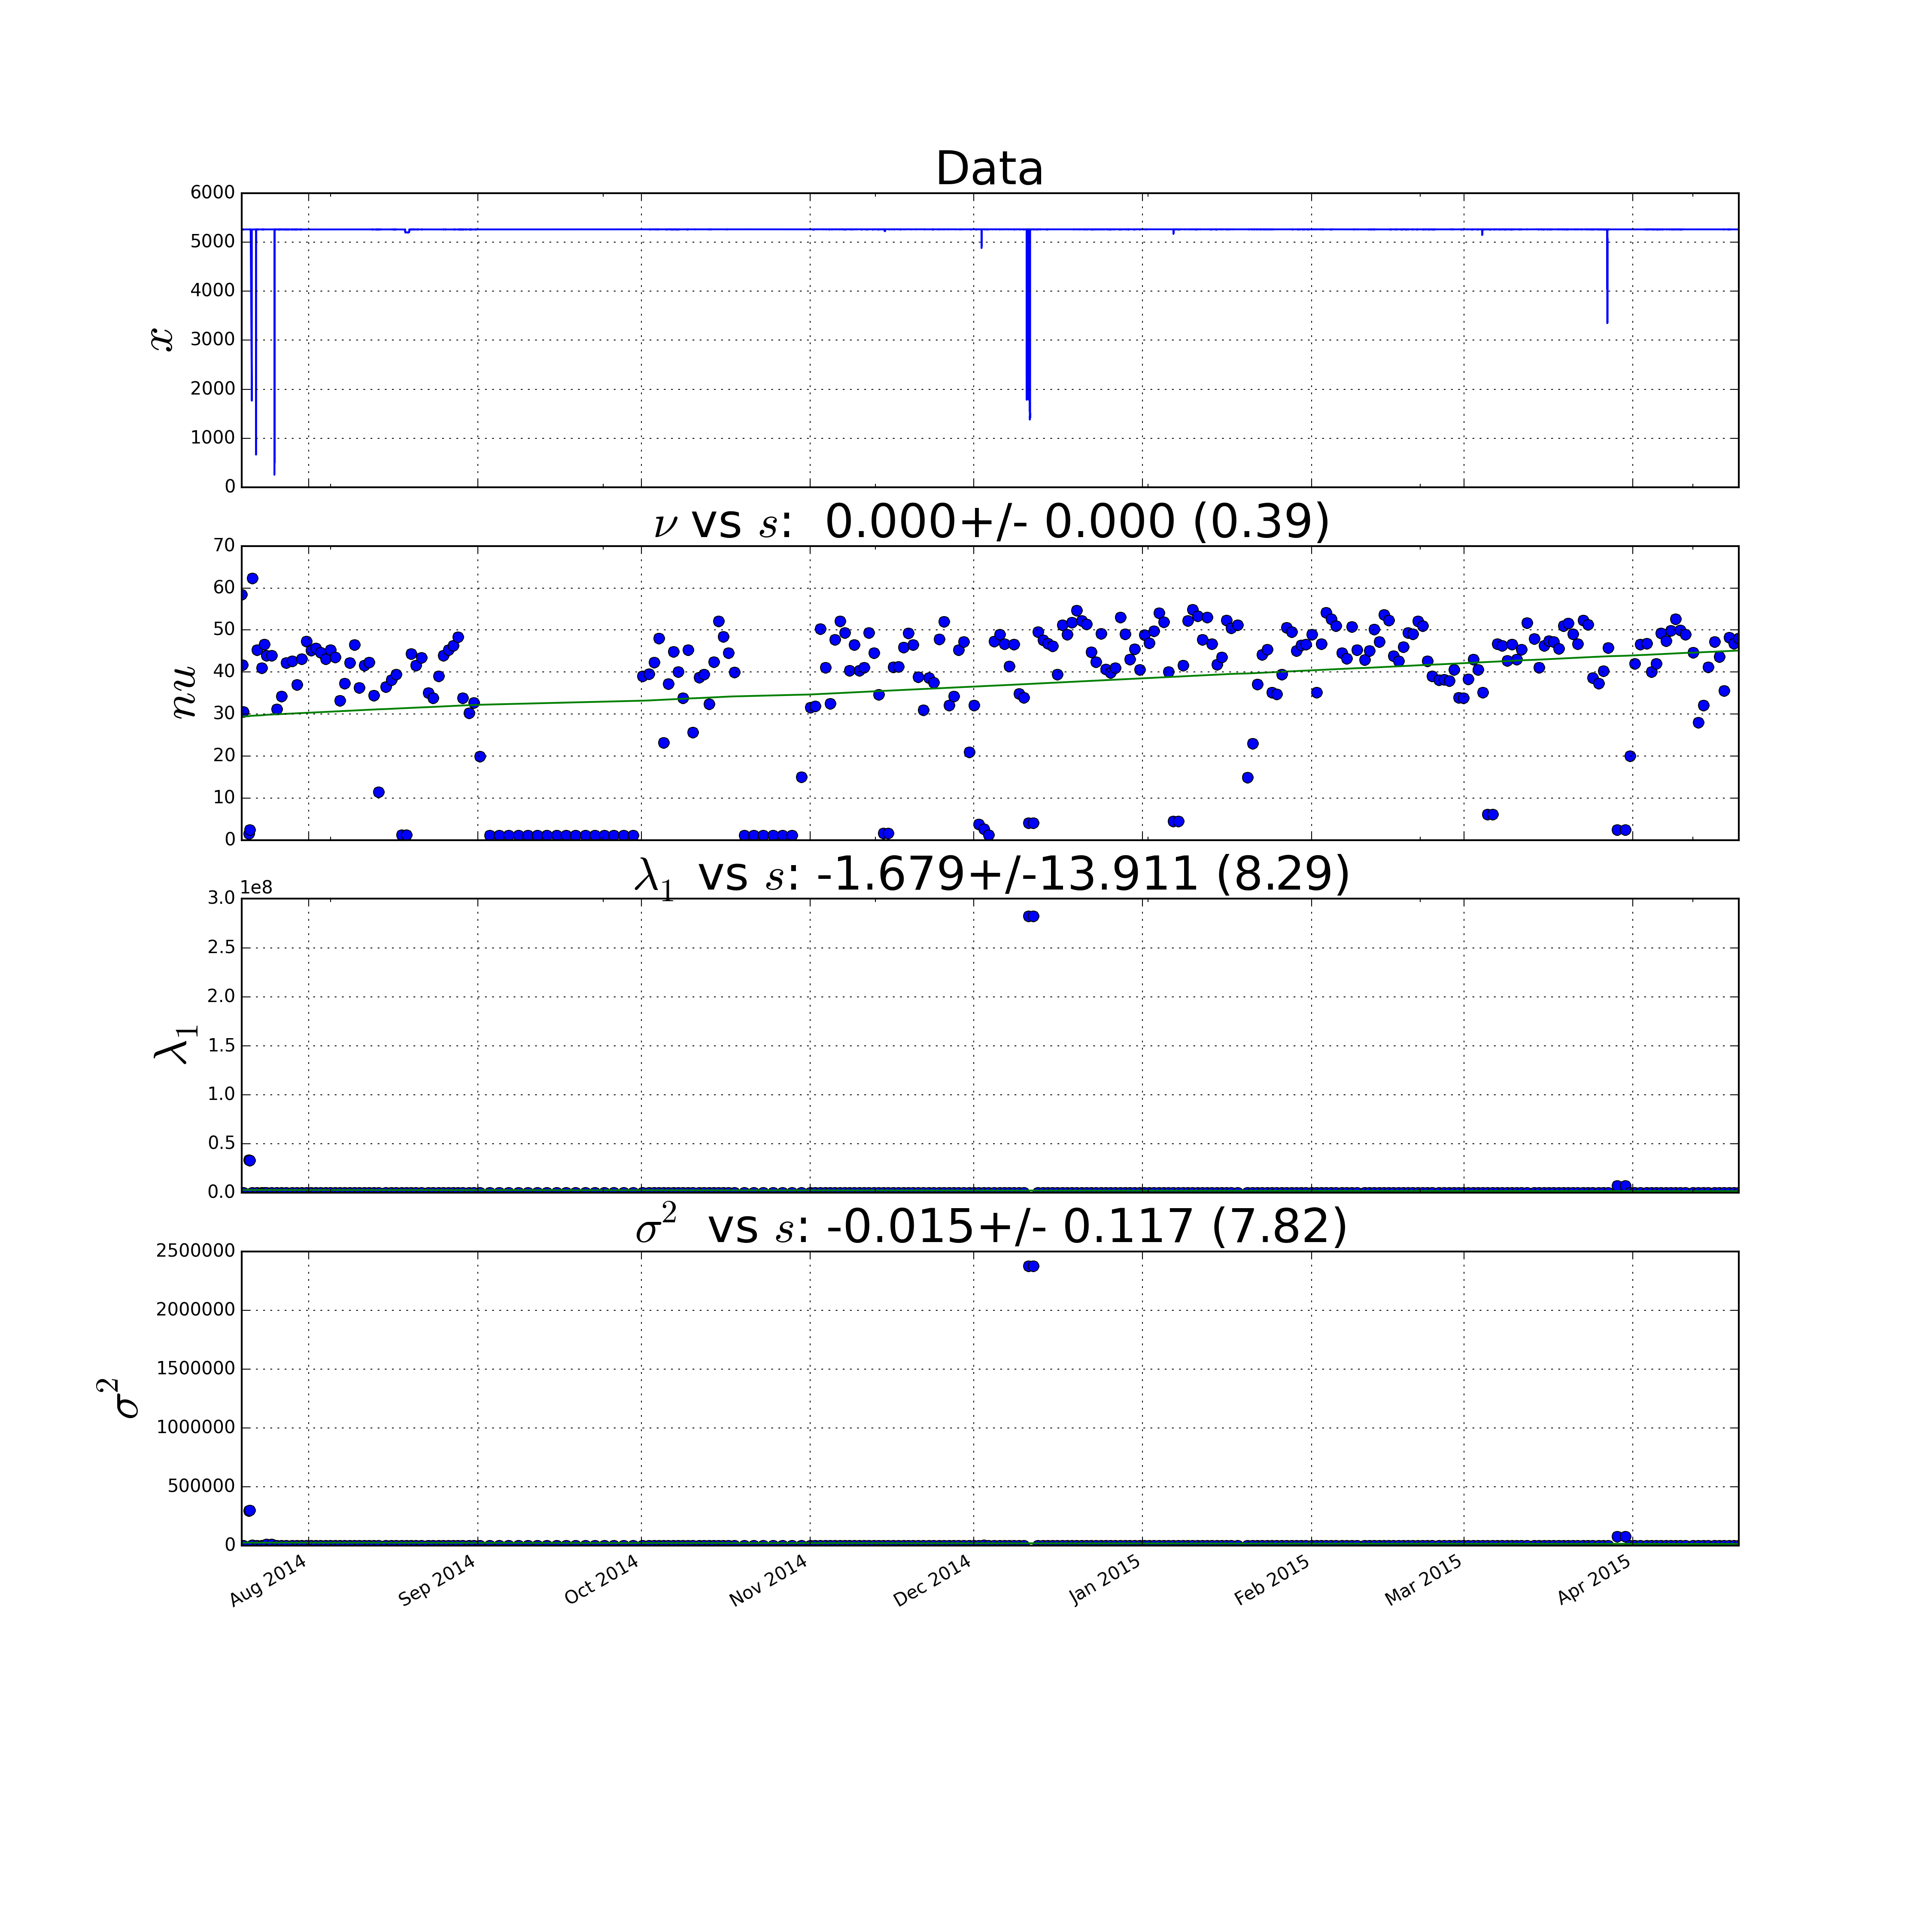 Data
6000
5000
4000
3000
2000
1000
0
x
ν vs s: 0.000+/- 0.000 (0.39)
70
60
50
40
30
20
10
0
nu
λ₁ vs s: -1.679+/-13.911 (8.29)
1e8
3.0
2.5
2.0
1.5
1.0
0.5
0.0
λ₁
σ² vs s: -0.015+/- 0.117 (7.82)
2500000
2000000
1500000
1000000
500000
0
σ²
Aug 2014 Sep 2014 Oct 2014 Nov 2014 Dec 2014 Jan 2015 Feb 2015 Mar 2015 Apr 2015